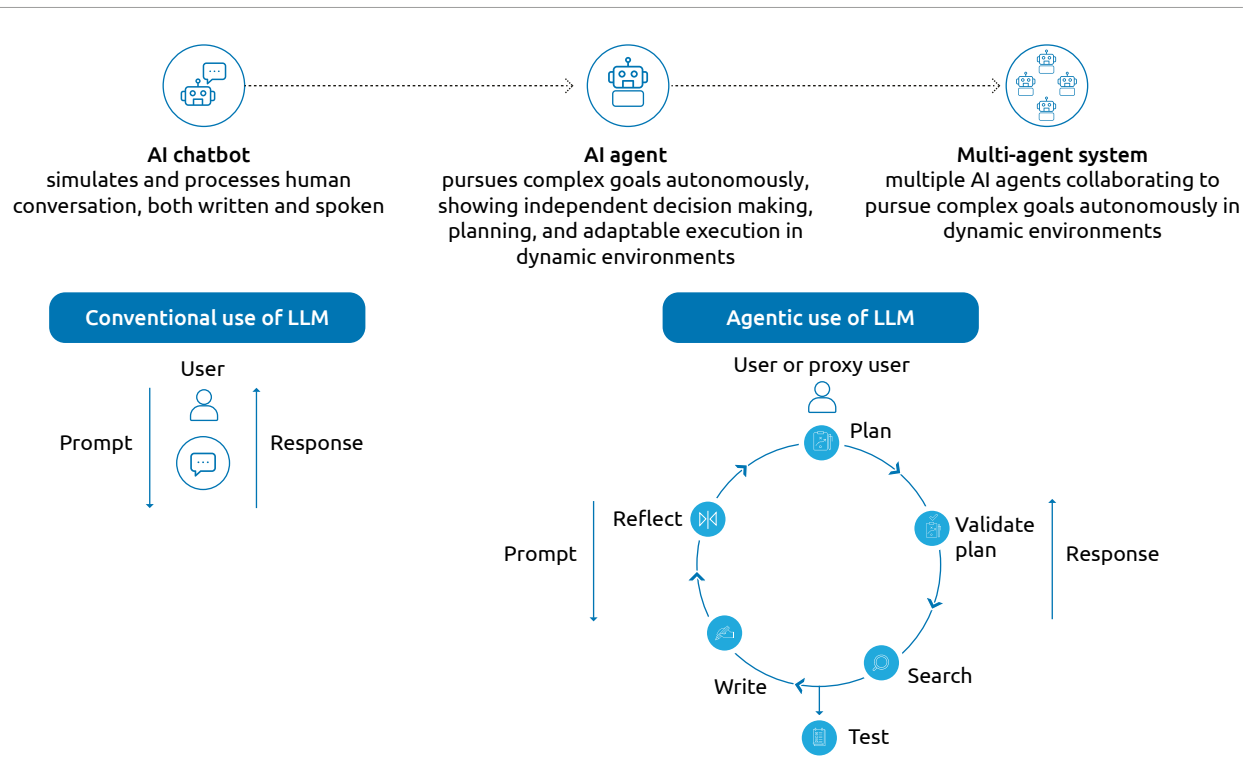 AI chatbot
simulates and processes human
conversation, both written and spoken
AI agent
pursues complex goals autonomously,
showing independent decision making,
planning, and adaptable execution in
dynamic environments
Multi-agent system
multiple AI agents collaborating to
pursue complex goals autonomously in
dynamic environments
Conventional use of LLM
User
Prompt
Response
Agentic use of LLM
User or proxy user
Plan
Validate
plan
Search
Test
Write
Reflect
Prompt
Response